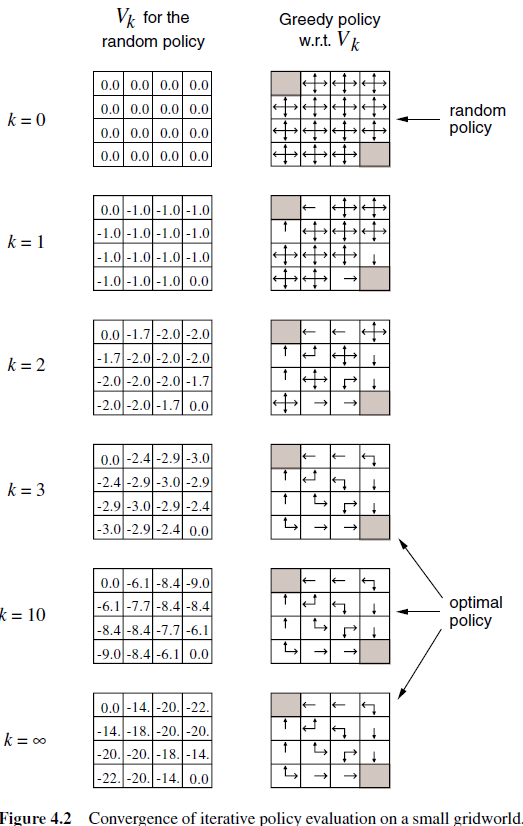 V_k for the
random policy
Greedy policy
w.r.t. V_k
k = 0
0.0 0.0 0.0 0.0
0.0 0.0 0.0 0.0
0.0 0.0 0.0 0.0
0.0 0.0 0.0 0.0
random
policy
k = 1
0.0 -1.0 -1.0 -1.0
-1.0 -1.0 -1.0 -1.0
-1.0 -1.0 -1.0 -1.0
-1.0 -1.0 -1.0 0.0
k = 2
0.0 -1.7 -2.0 -2.0
-1.7 -2.0 -2.0 -2.0
-2.0 -2.0 -2.0 -1.7
-2.0 -2.0 -1.7 0.0
k = 3
0.0 -2.4 -2.9 -3.0
-2.4 -2.9 -3.0 -2.9
-2.9 -3.0 -2.9 -2.4
-3.0 -2.9 -2.4 0.0
k = 10
0.0 -6.1 -8.4 -9.0
-6.1 -7.7 -8.4 -8.4
-8.4 -8.4 -7.7 -6.1
-9.0 -8.4 -6.1 0.0
optimal
policy
k = ∞
0.0 -14. -20. -22.
-14. -18. -20. -20.
-20. -20. -18. -14.
-22. -20. -14. 0.0
Figure 4.2 Convergence of iterative policy evaluation on a small gridworld.